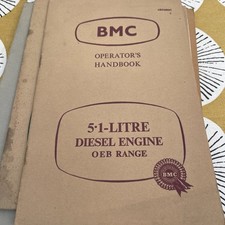 BMC
OPERATOR'S
HANDBOOK
5·1-LITRE
DIESEL ENGINE
OEB RANGE
BMC